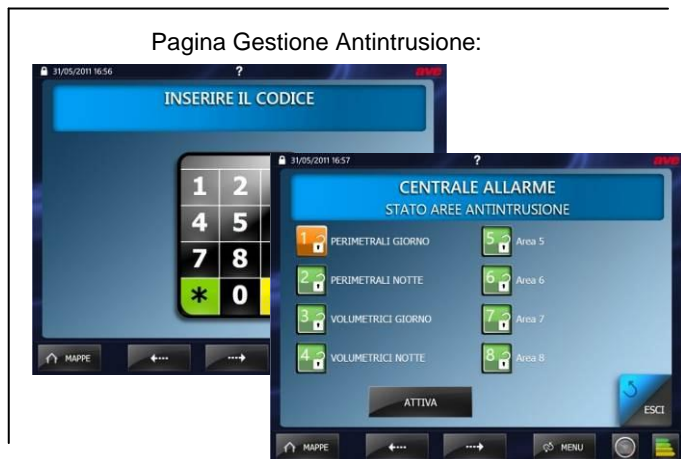 Pagina Gestione Antintrusione:
31/05/2011 16:56 ? ave
INSERIRE IL CODICE
1 2
4 5
7 8
* 0
MAPPE
31/05/2011 16:57 ? ave
CENTRALE ALLARME
STATO AREE ANTINTRUSIONE
1 PERIMETRALI GIORNO 5 Area 5
2 PERIMETRALI NOTTE 6 Area 6
3 VOLUMETRICI GIORNO 7 Area 7
4 VOLUMETRICI NOTTE 8 Area 8
ATTIVA
ESCI
MAPPE MENU